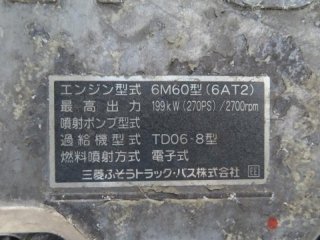 エンジン型式 6M60型(6AT2)
最高出力 199kW(270PS)/2700rpm
噴射ポンプ型式
過給機型式 TD06-8型
燃料噴射方式 電子式
三菱ふそうトラック・バス株式会社